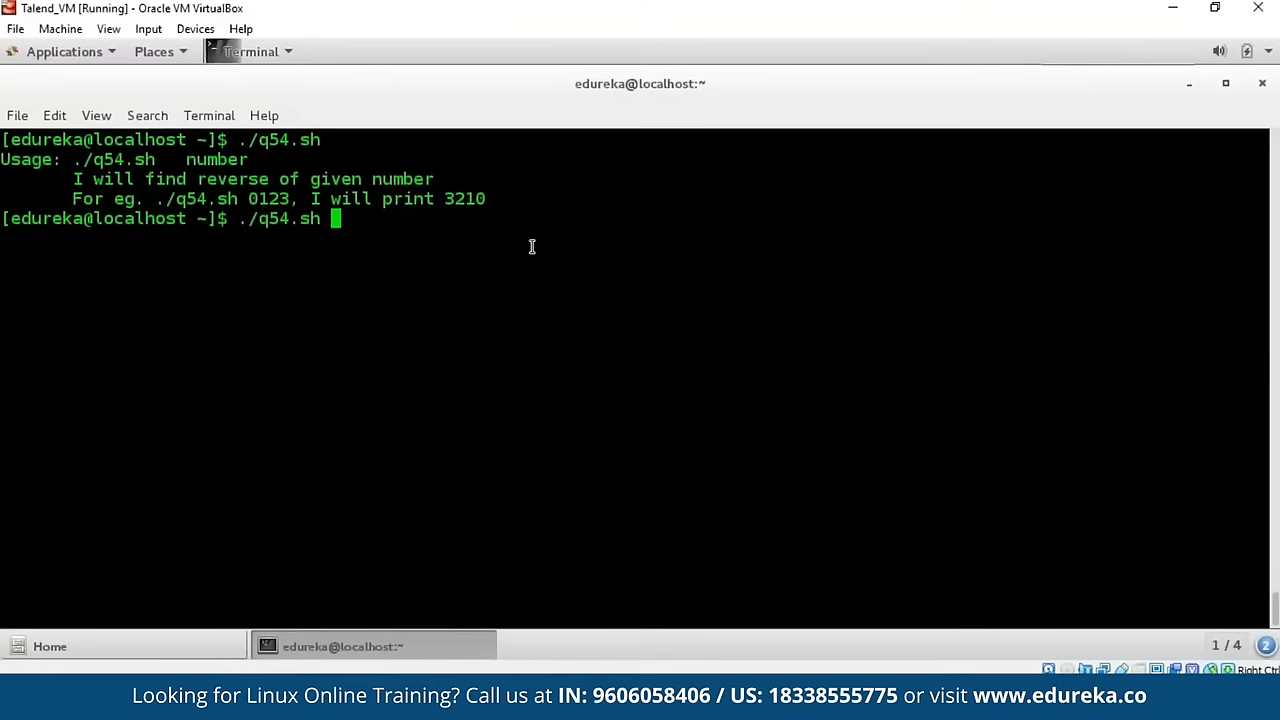 Talend_VM [Running] - Oracle VM VirtualBox
File Machine View Input Devices Help
Applications Places Terminal
edureka@localhost:~
File Edit View Search Terminal Help
[edureka@localhost ~]$ ./q54.sh
Usage: ./q54.sh   number
I will find reverse of given number
For eg. ./q54.sh 0123, I will print 3210
[edureka@localhost ~]$ ./q54.sh
Home edureka@localhost:~ 1 / 4 2
Right Ctrl
Looking for Linux Online Training? Call us at IN: 9606058406 / US: 18338555775 or visit www.edureka.co